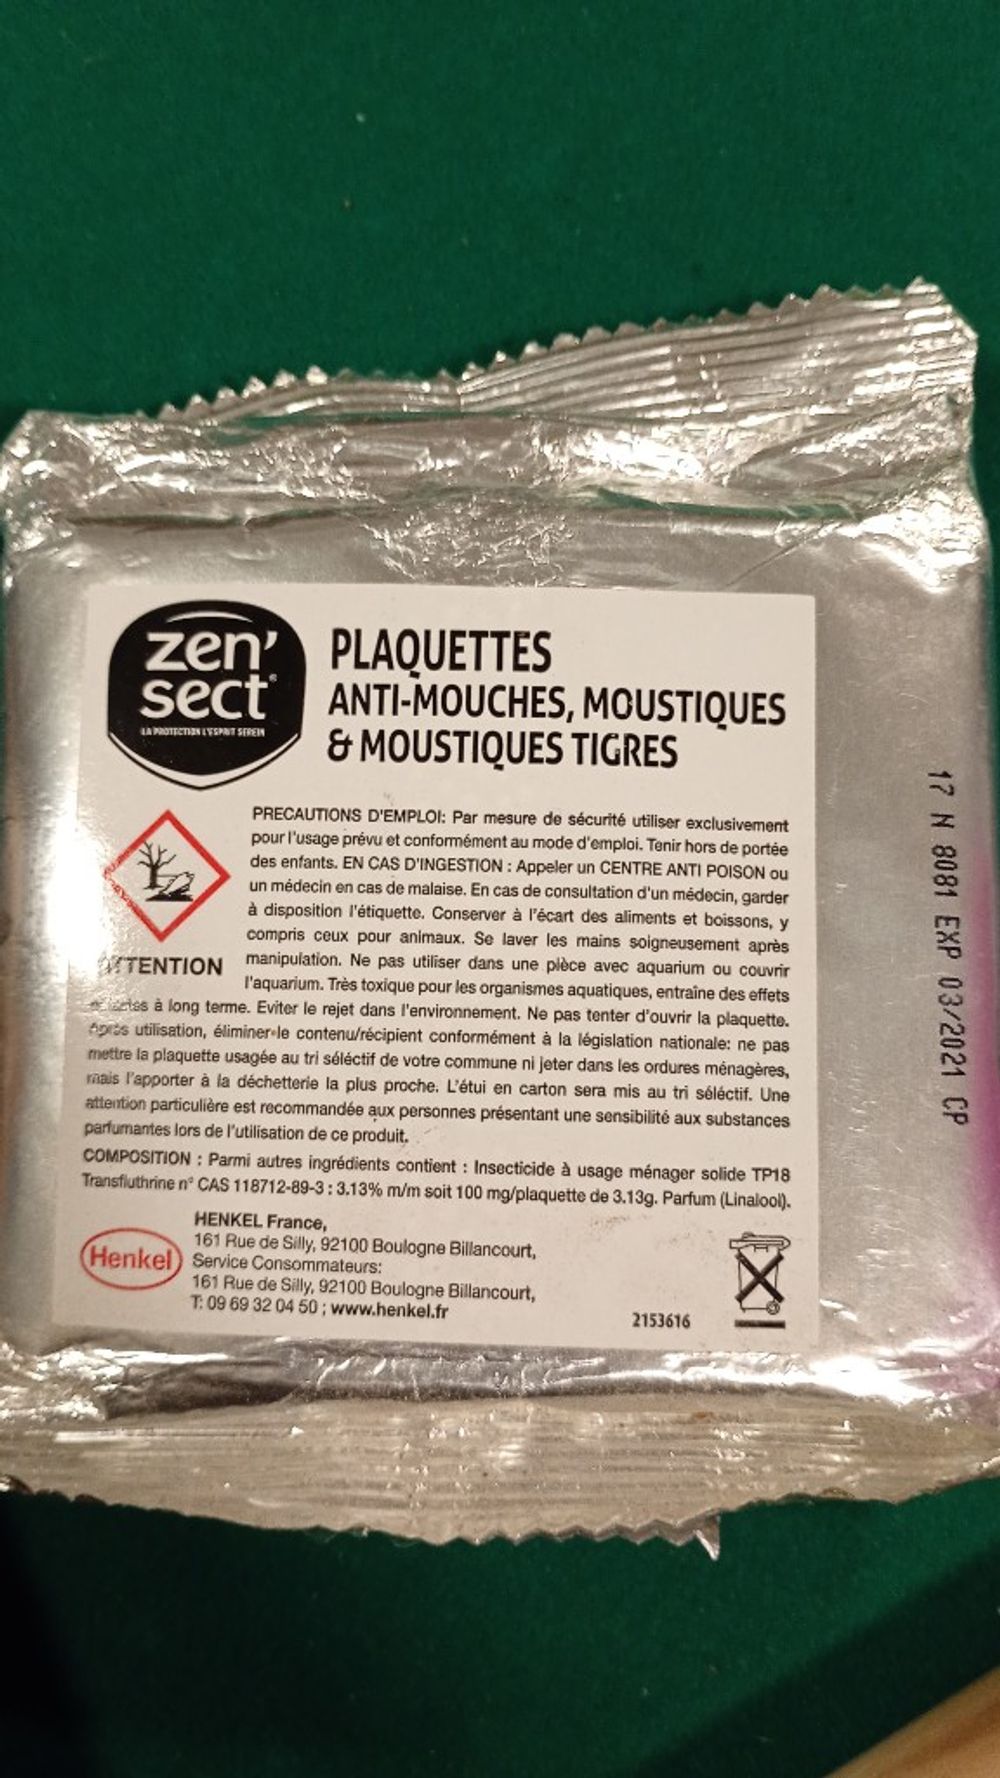 zen'
sect®
LA PROTECTION L'ESPRIT SEREIN
PLAQUETTES
ANTI-MOUCHES, MOUSTIQUES
& MOUSTIQUES TIGRES
PRECAUTIONS D'EMPLOI: Par mesure de sécurité utiliser exclusivement
pour l'usage prévu et conformément au mode d'emploi. Tenir hors de portée
des enfants. EN CAS D'INGESTION : Appeler un CENTRE ANTI POISON ou
un médecin en cas de malaise. En cas de consultation d'un médecin, garder
à disposition l'étiquette. Conserver à l'écart des aliments et boissons, y
compris ceux pour animaux. Se laver les mains soigneusement après
manipulation. Ne pas utiliser dans une pièce avec aquarium ou couvrir
l'aquarium. Très toxique pour les organismes aquatiques, entraîne des effets
ATTENTION
à long terme. Eviter le rejet dans l'environnement. Ne pas tenter d'ouvrir la plaquette.
Après utilisation, éliminer le contenu/récipient conformément à la législation nationale: ne pas
mettre la plaquette usagée au tri séléctif de votre commune ni jeter dans les ordures ménagères,
mais l'apporter à la déchetterie la plus proche. L'étui en carton sera mis au tri séléctif. Une
attention particulière est recommandée aux personnes présentant une sensibilité aux substances
parfumantes lors de l'utilisation de ce produit.
COMPOSITION : Parmi autres ingrédients contient : Insecticide à usage ménager solide TP18
Transfluthrine n° CAS 118712-89-3 : 3.13% m/m soit 100 mg/plaquette de 3.13g. Parfum (Linalool).
Henkel
HENKEL France,
161 Rue de Silly, 92100 Boulogne Billancourt,
Service Consommateurs:
161 Rue de Silly, 92100 Boulogne Billancourt,
T: 09 69 32 04 50 ; www.henkel.fr
2153616
17 N 8081 EXP 03/2021 CP